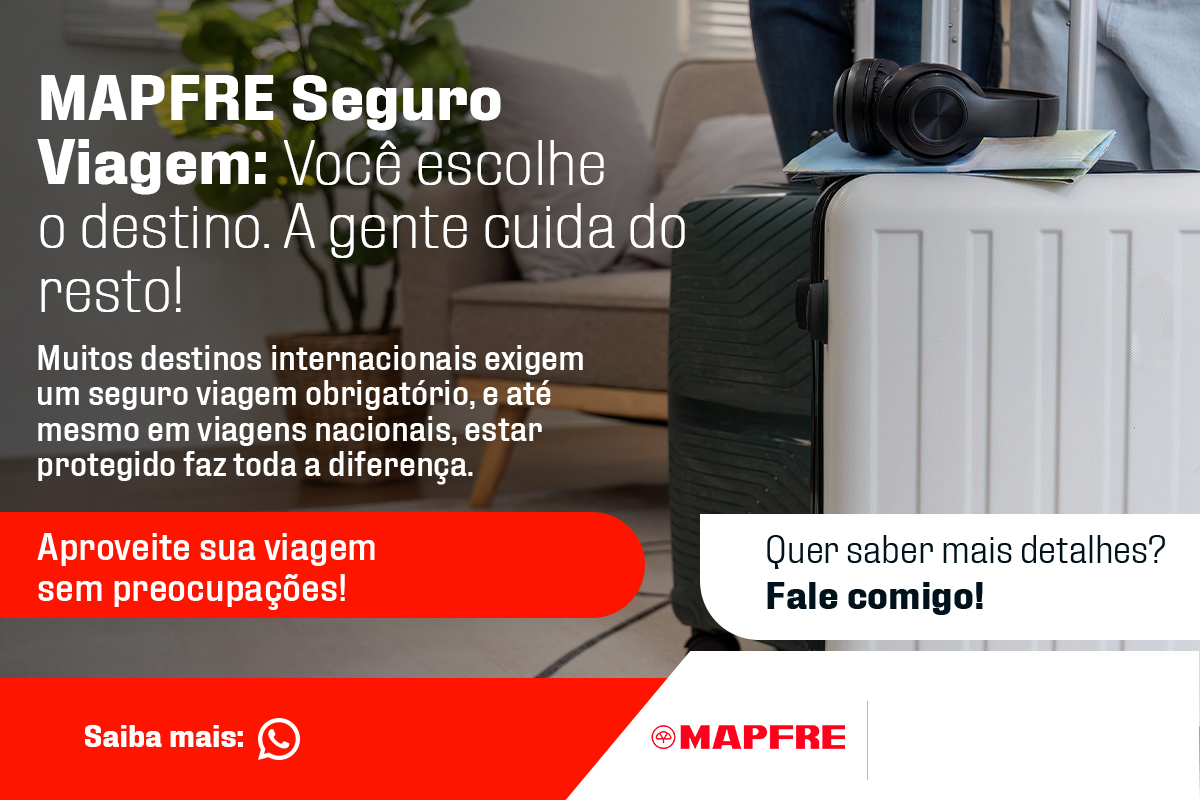 MAPFRE Seguro
Viagem: Você escolhe
o destino. A gente cuida do
resto!
Muitos destinos internacionais exigem
um seguro viagem obrigatório, e até
mesmo em viagens nacionais, estar
protegido faz toda a diferença.
Aproveite sua viagem
sem preocupações!
Quer saber mais detalhes?
Fale comigo!
Saiba mais:
MAPFRE